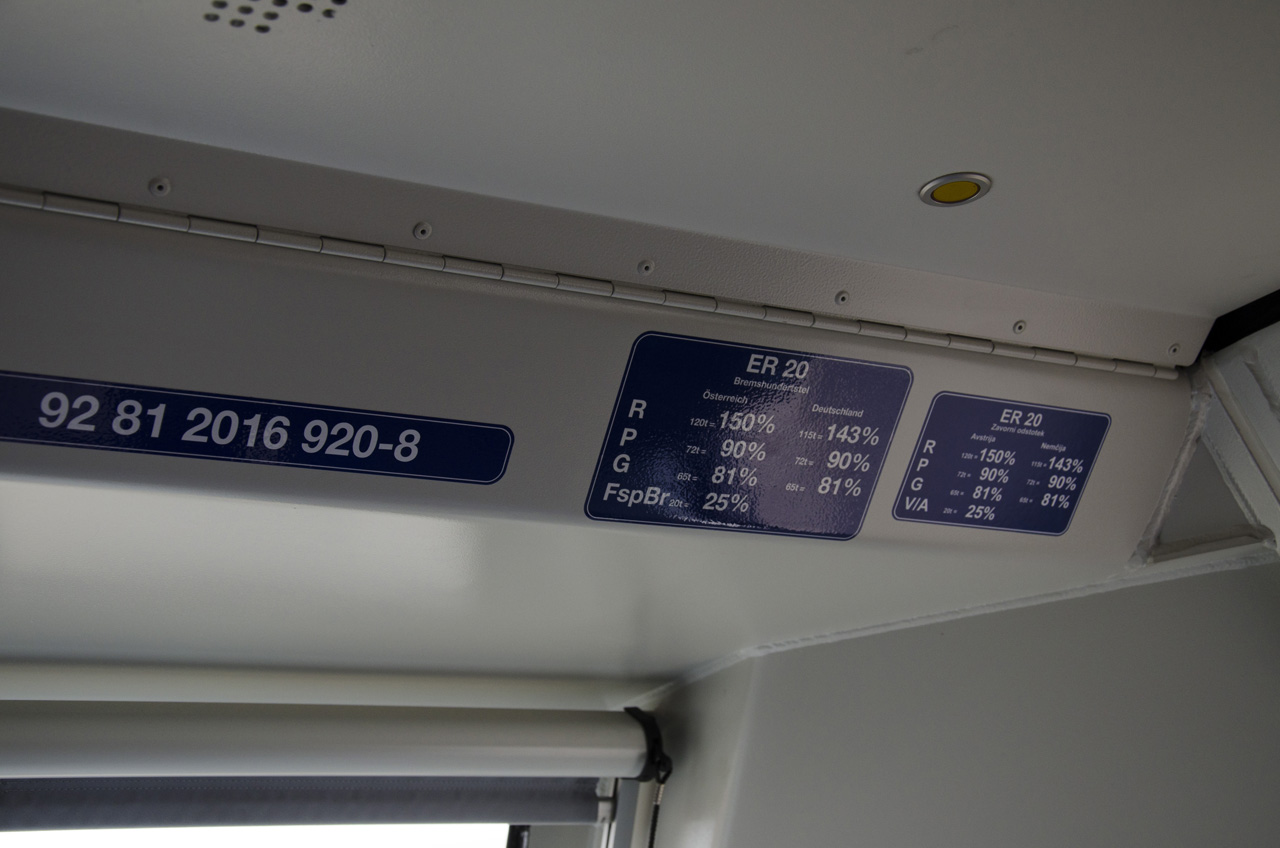 92 81 2016 920-8
ER 20
Bremshundertstel
Österreich Deutschland
R 120t = 150% 115t = 143%
P 72t = 90% 72t = 90%
G 65t = 81% 65t = 81%
FspBr 20t = 25%
ER 20
Zavorni odstotek
Avstrija Nemčija
R 120t = 150% 115t = 143%
P 72t = 90% 72t = 90%
G 65t = 81% 65t = 81%
V/A 20t = 25%